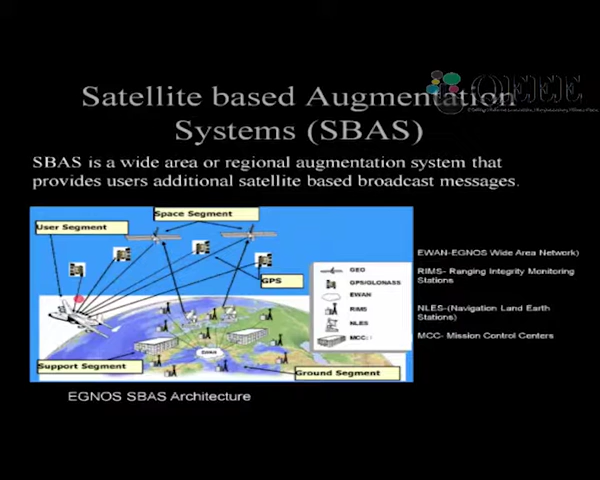 Satellite based Augmentation
Systems (SBAS)
SBAS is a wide area or regional augmentation system that
provides users additional satellite based broadcast messages.
Space Segment
User Segment
GPS
EWAN-EGNOS Wide Area Network)
GEO
RIMS- Ranging Integrity Monitoring
Stations
GPS/GLONASS
EWAN
RIMS
NLES-(Navigation Land Earth
Stations)
NLES
MCC- Mission Control Centers
MCC
EWAN
Support Segment
Ground Segment
EGNOS SBAS Architecture